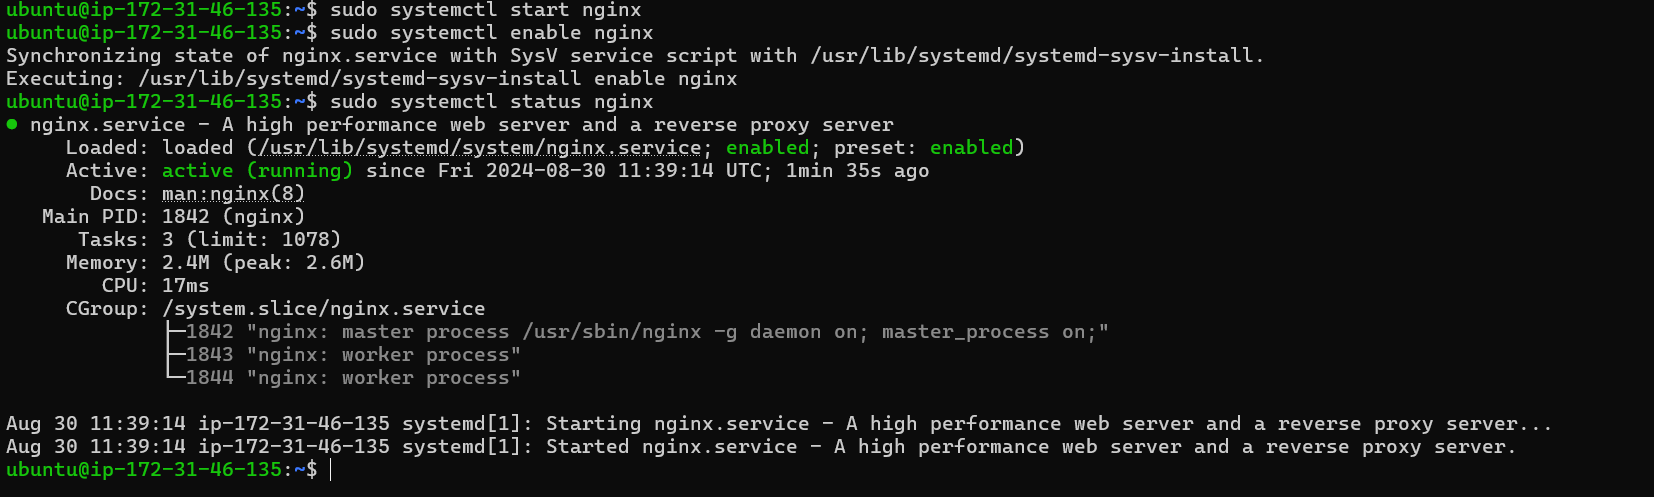 ubuntu@ip-172-31-46-135:~$ sudo systemctl start nginx
ubuntu@ip-172-31-46-135:~$ sudo systemctl enable nginx
Synchronizing state of nginx.service with SysV service script with /usr/lib/systemd/systemd-sysv-install.
Executing: /usr/lib/systemd/systemd-sysv-install enable nginx
ubuntu@ip-172-31-46-135:~$ sudo systemctl status nginx
● nginx.service - A high performance web server and a reverse proxy server
     Loaded: loaded (/usr/lib/systemd/system/nginx.service; enabled; preset: enabled)
     Active: active (running) since Fri 2024-08-30 11:39:14 UTC; 1min 35s ago
       Docs: man:nginx(8)
   Main PID: 1842 (nginx)
      Tasks: 3 (limit: 1078)
     Memory: 2.4M (peak: 2.6M)
        CPU: 17ms
     CGroup: /system.slice/nginx.service
             ├─1842 "nginx: master process /usr/sbin/nginx -g daemon on; master_process on;"
             ├─1843 "nginx: worker process"
             └─1844 "nginx: worker process"
Aug 30 11:39:14 ip-172-31-46-135 systemd[1]: Starting nginx.service - A high performance web server and a reverse proxy server...
Aug 30 11:39:14 ip-172-31-46-135 systemd[1]: Started nginx.service - A high performance web server and a reverse proxy server.
ubuntu@ip-172-31-46-135:~$